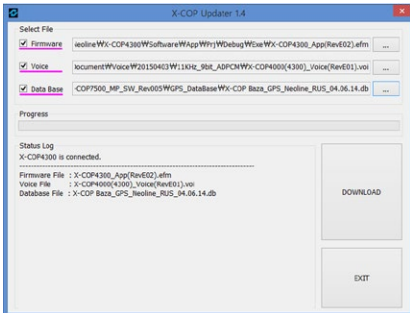 X-COP Updater 1.4
Select File
Firmware ieoline₩X-COP4300₩Software₩App₩Prj₩Debug₩Exe₩X-COP4300_App(RevE02).efm ...
Voice Document₩Voice₩20150403₩11KHz_9bit_ADPCM₩X-COP4000(4300)_Voice(RevE01).voi ...
Data Base -COP7500_MP_SW_Rev005₩GPS_DataBase₩X-COP Baza_GPS_Neoline_RUS_04.06.14.db ...
Progress
Status Log
X-COP4300 is connected.
Firmware File : X-COP4300_App(RevE02).efm
Voice File : X-COP4000(4300)_Voice(RevE01).voi
Database File : X-COP Baza_GPS_Neoline_RUS_04.06.14.db
DOWNLOAD
EXIT